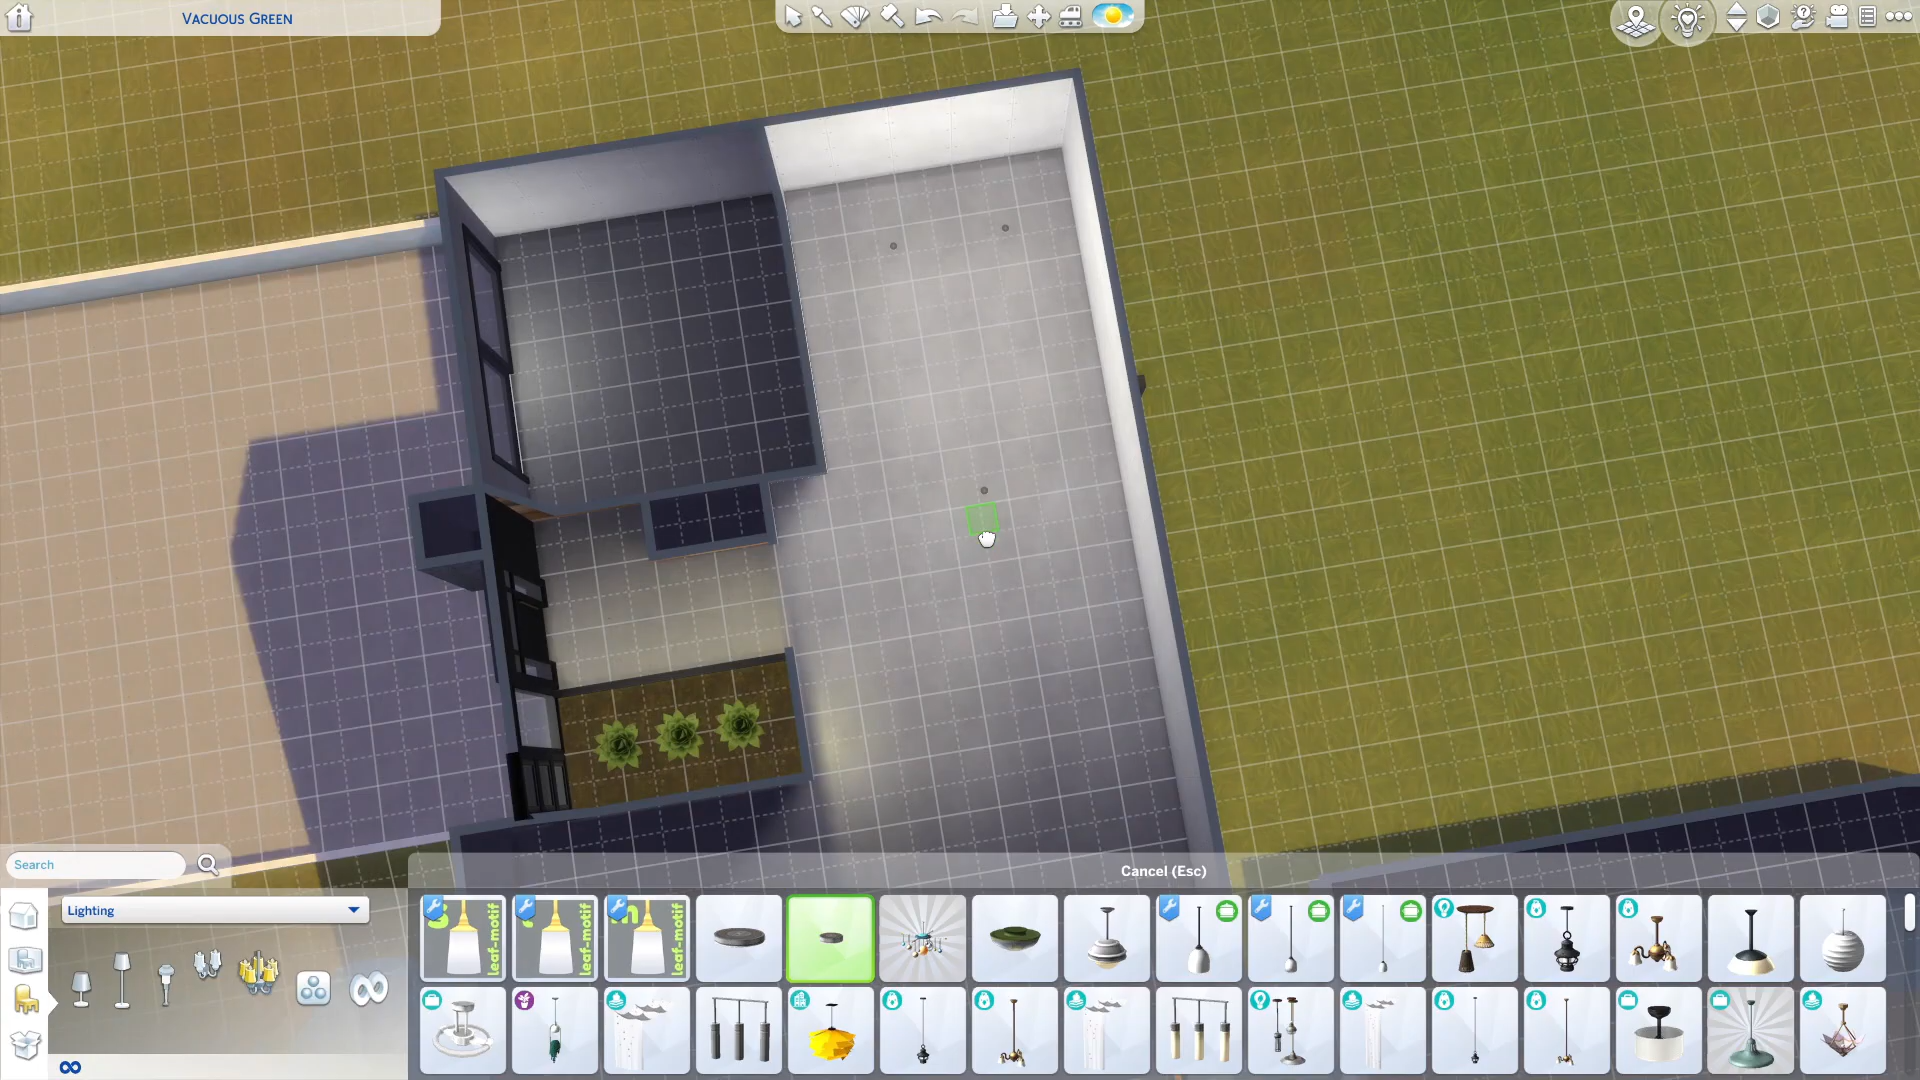 Vacuous Green
Search
Cancel (Esc)
Lighting
S leaf-motif
leaf-motif
m leaf-motif